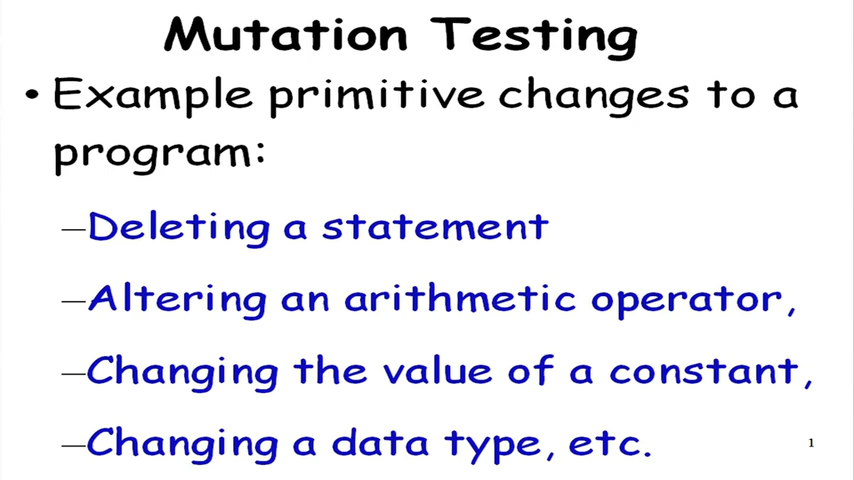 Mutation Testing
• Example primitive changes to a
program:
–Deleting a statement
–Altering an arithmetic operator,
–Changing the value of a constant,
–Changing a data type, etc.
1